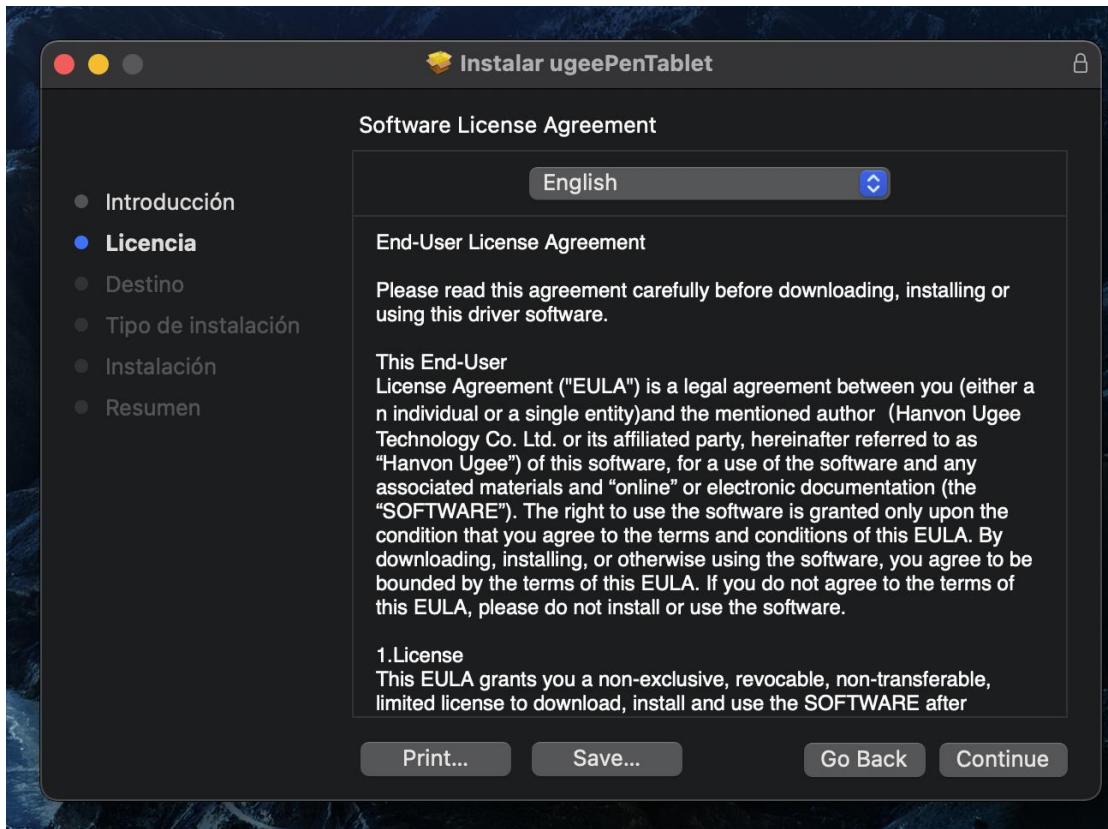 Instalar ugeePenTablet
Software License Agreement
English
Introducción
Licencia
Destino
Tipo de instalación
Instalación
Resumen
End-User License Agreement
Please read this agreement carefully before downloading, installing or
using this driver software.
This End-User
License Agreement ("EULA") is a legal agreement between you (either a
n individual or a single entity)and the mentioned author（Hanvon Ugee
Technology Co. Ltd. or its affiliated party, hereinafter referred to as
“Hanvon Ugee”) of this software, for a use of the software and any
associated materials and “online” or electronic documentation (the
“SOFTWARE”). The right to use the software is granted only upon the
condition that you agree to the terms and conditions of this EULA. By
downloading, installing, or otherwise using the software, you agree to be
bounded by the terms of this EULA. If you do not agree to the terms of
this EULA, please do not install or use the software.
1.License
This EULA grants you a non-exclusive, revocable, non-transferable,
limited license to download, install and use the SOFTWARE after
Print...
Save...
Go Back
Continue